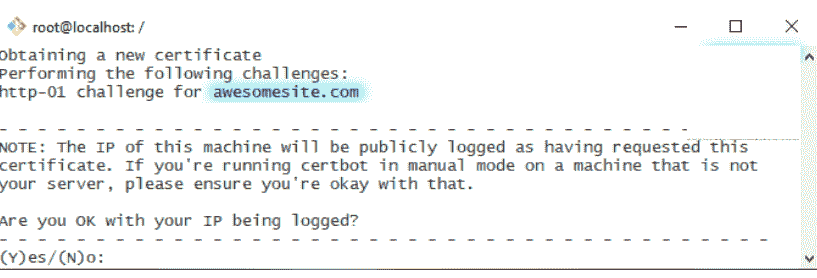 root@localhost: /
Obtaining a new certificate
Performing the following challenges:
http-01 challenge for awesomesite.com
- - - - - - - - - - - - - - - - - - - - - - - - - - - - - - - - - - - -
NOTE: The IP of this machine will be publicly logged as having requested this
certificate. If you're running certbot in manual mode on a machine that is not
your server, please ensure you're okay with that.
Are you OK with your IP being logged?
- - - - - - - - - - - - - - - - - - - - - - - - - - - - - - - - - - - - - - - -
(Y)es/(N)o: